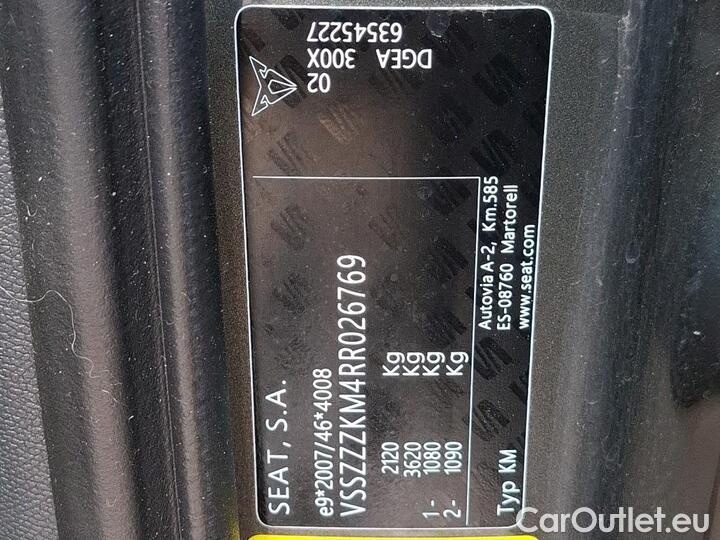 SEAT, S.A.
e9*2007/46*4008
VSSZZZKM4RR026769
2120 Kg
3620 Kg
1- 1080 Kg
2- 1090 Kg
Typ KM
Autovia A-2, Km.585
ES-08760 Martorell
www.seat.com
02
DGEA 300X
63545227
CarOutlet.eu